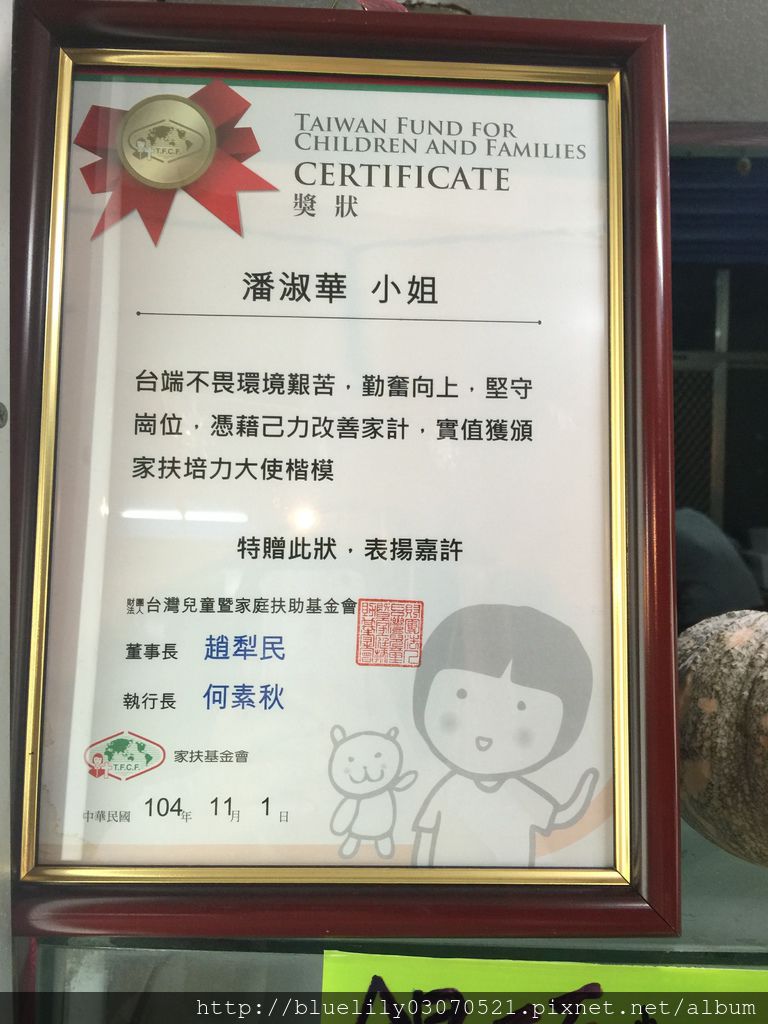 TAIWAN FUND FOR
CHILDREN AND FAMILIES
CERTIFICATE
獎 狀
T.F.C.F.
潘淑華 小姐
台端不畏環境艱苦，勤奮向上，堅守
崗位，憑藉己力改善家計，實值獲頒
家扶培力大使楷模
特贈此狀，表揚嘉許
財團法人台灣兒童暨家庭扶助基金會
董事長 趙犁民
執行長 何素秋
T.F.C.F. 家扶基金會
中華民國 104年 11月 1日
http://bluelily03070521.pixnet.net/album